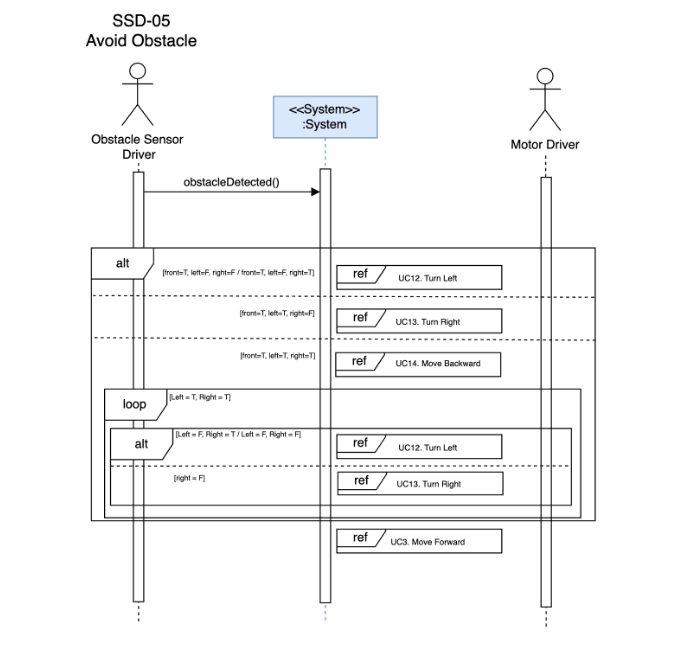 SSD-05
Avoid Obstacle
<<System>>
:System
Obstacle Sensor
Driver
Motor Driver
obstacleDetected()
alt
[front=T, left=F, right=F / front=T, left=F, right=T]
ref
UC12. Turn Left
[front=T, left=T, right=F]
ref
UC13. Turn Right
[front=T, left=T, right=T]
ref
UC14. Move Backward
loop
[Left = T, Right = T]
alt
[Left = F, Right = T / Left = F, Right = F]
ref
UC12. Turn Left
[right = F]
ref
UC13. Turn Right
ref
UC3. Move Forward